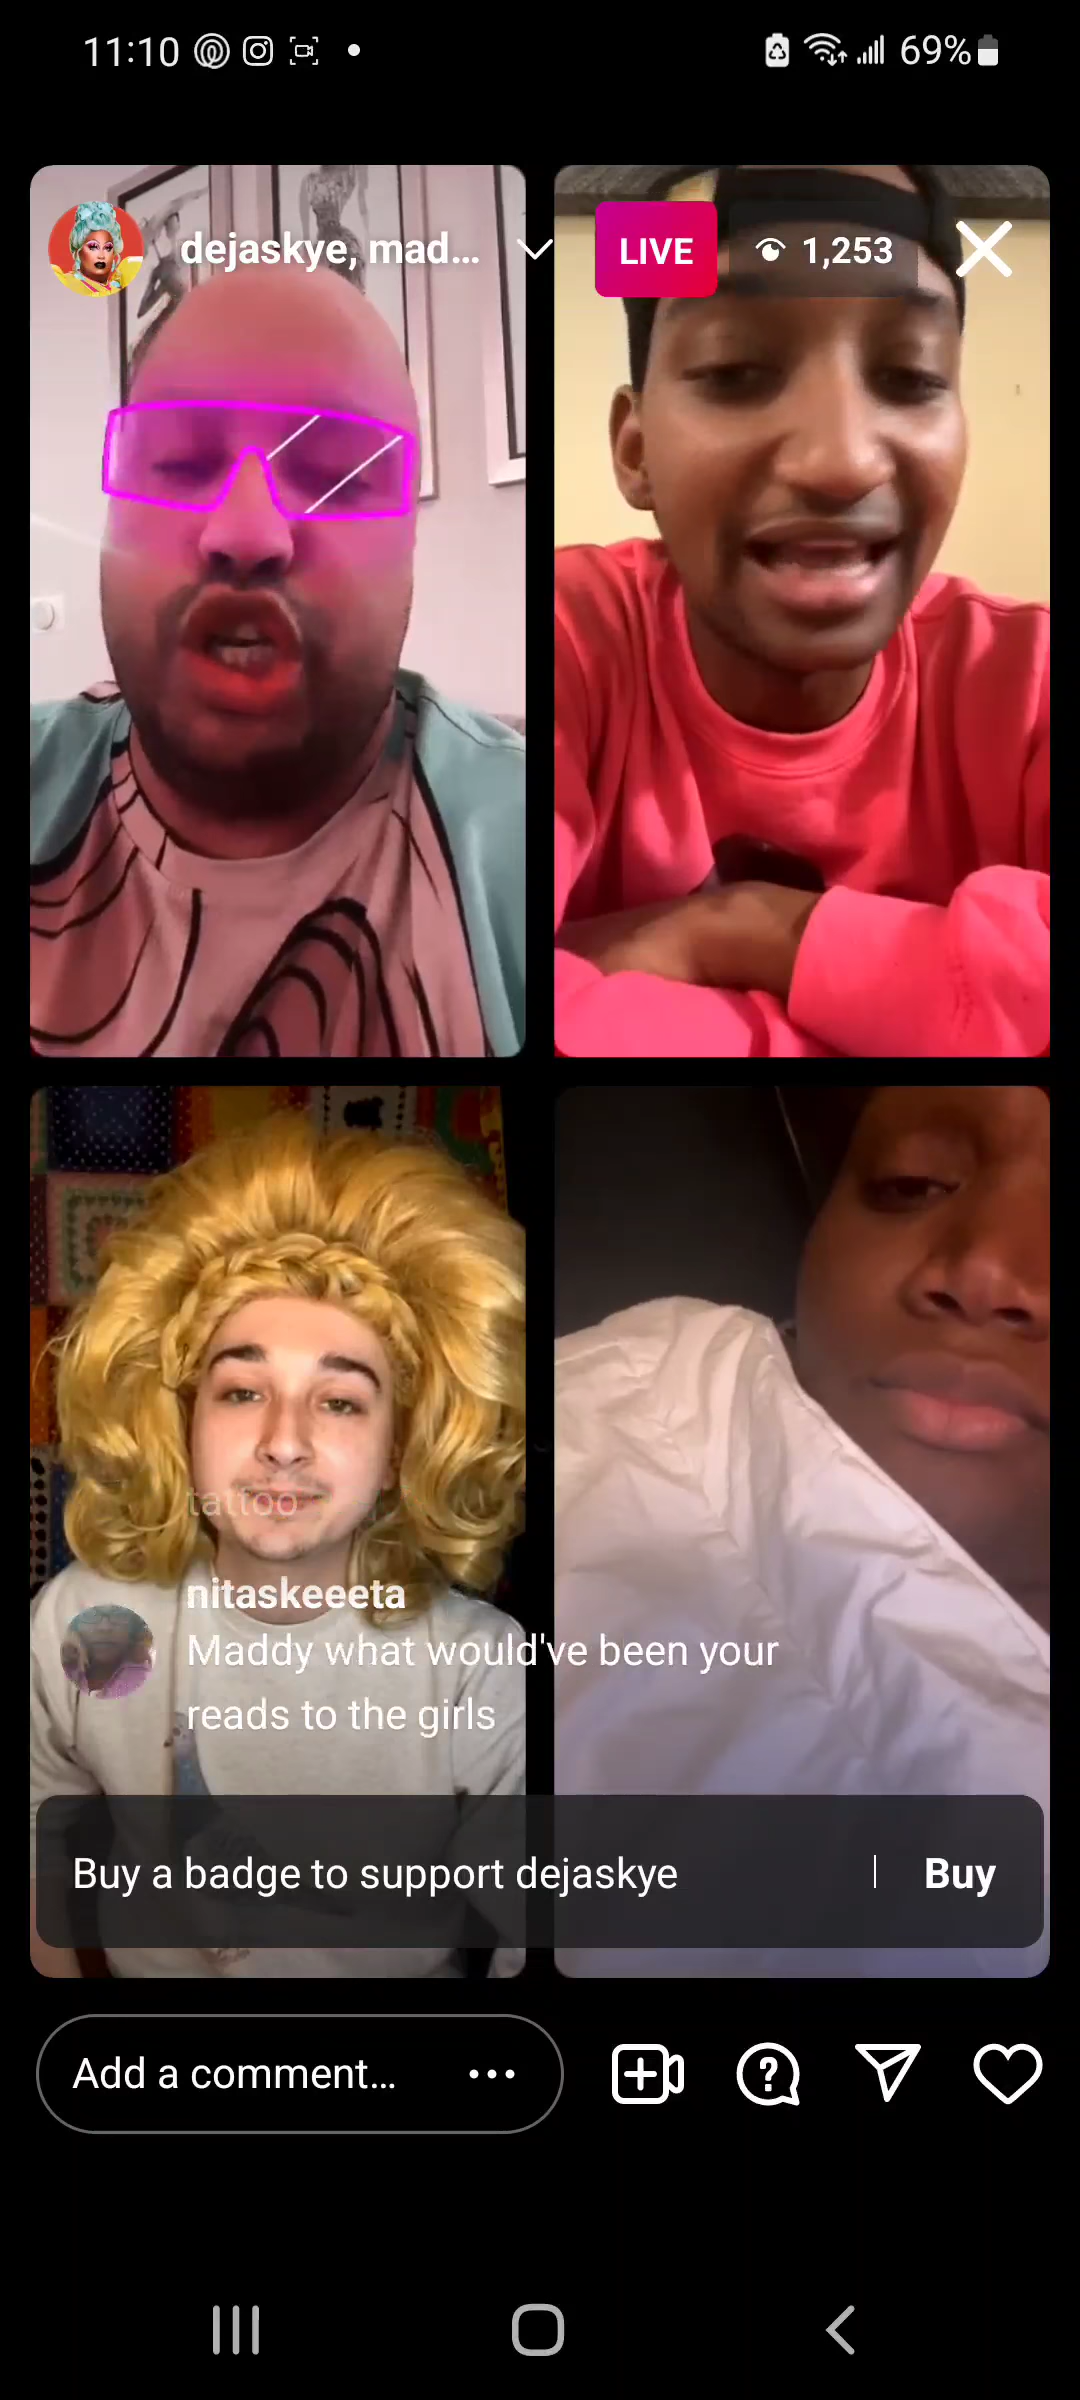 11:10
69%
dejaskye, mad...
LIVE
1,253
tattoo
nitaskeeeta
Maddy what would've been your
reads to the girls
Buy a badge to support dejaskye
Buy
Add a comment...